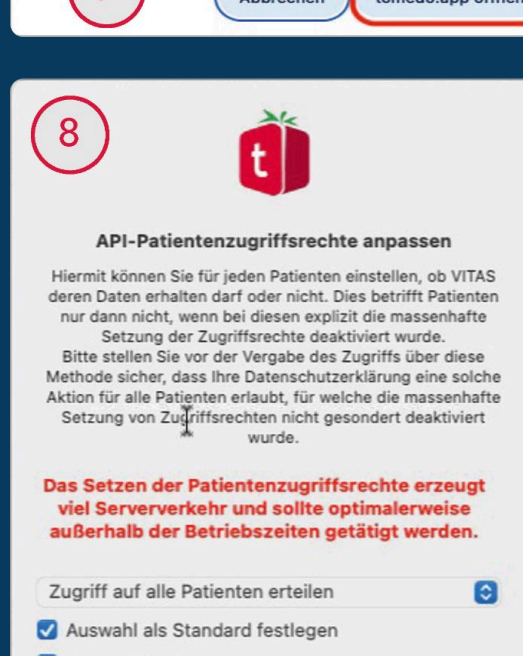 Abbrechen
tomedo.app öffnen
8
t
API-Patientenzugriffsrechte anpassen
Hiermit können Sie für jeden Patienten einstellen, ob VITAS
deren Daten erhalten darf oder nicht. Dies betrifft Patienten
nur dann nicht, wenn bei diesen explizit die massenhafte
Setzung der Zugriffsrechte deaktiviert wurde.
Bitte stellen Sie vor der Vergabe des Zugriffs über diese
Methode sicher, dass Ihre Datenschutzerklärung eine solche
Aktion für alle Patienten erlaubt, für welche die massenhafte
Setzung von Zugriffsrechten nicht gesondert deaktiviert
wurde.
Das Setzen der Patientenzugriffsrechte erzeugt
viel Serververkehr und sollte optimalerweise
außerhalb der Betriebszeiten getätigt werden.
Zugriff auf alle Patienten erteilen
Auswahl als Standard festlegen